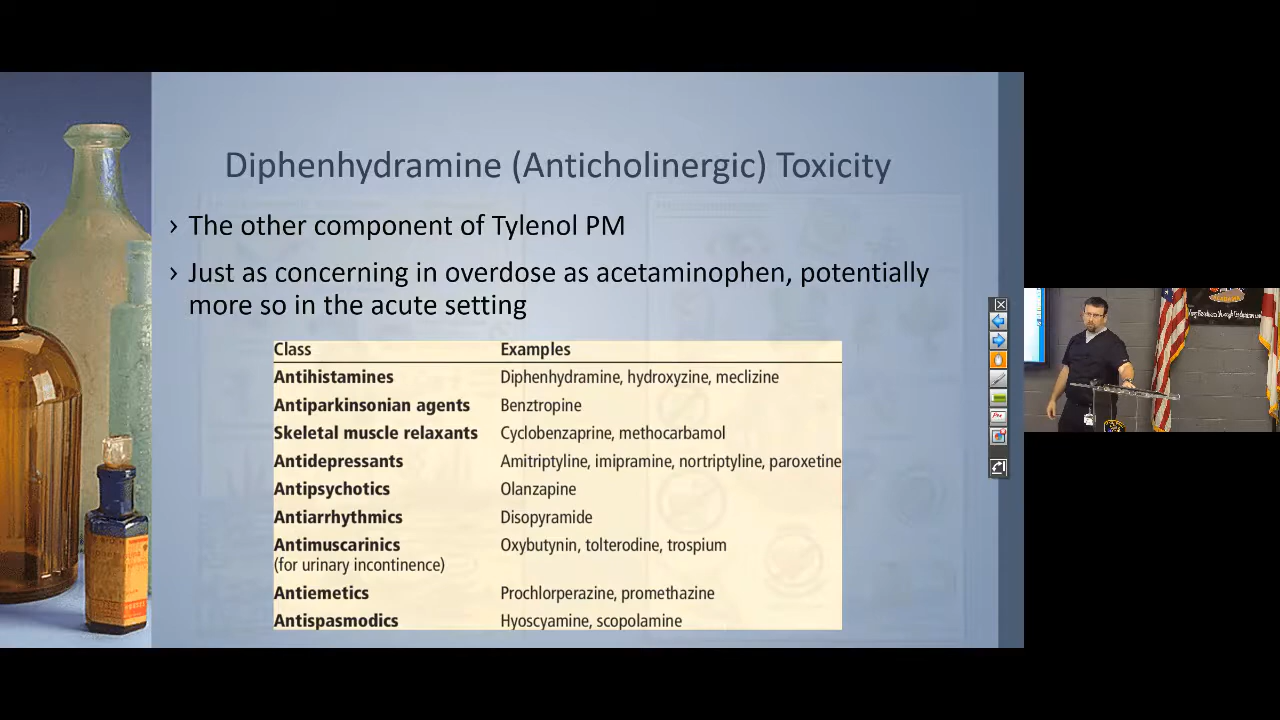 Diphenhydramine (Anticholinergic) Toxicity
› The other component of Tylenol PM
› Just as concerning in overdose as acetaminophen, potentially
more so in the acute setting
Class Examples
Antihistamines Diphenhydramine, hydroxyzine, meclizine
Antiparkinsonian agents Benztropine
Skeletal muscle relaxants Cyclobenzaprine, methocarbamol
Antidepressants Amitriptyline, imipramine, nortriptyline, paroxetine
Antipsychotics Olanzapine
Antiarrhythmics Disopyramide
Antimuscarinics Oxybutynin, tolterodine, trospium
(for urinary incontinence)
Antiemetics Prochlorperazine, promethazine
Antispasmodics Hyoscyamine, scopolamine